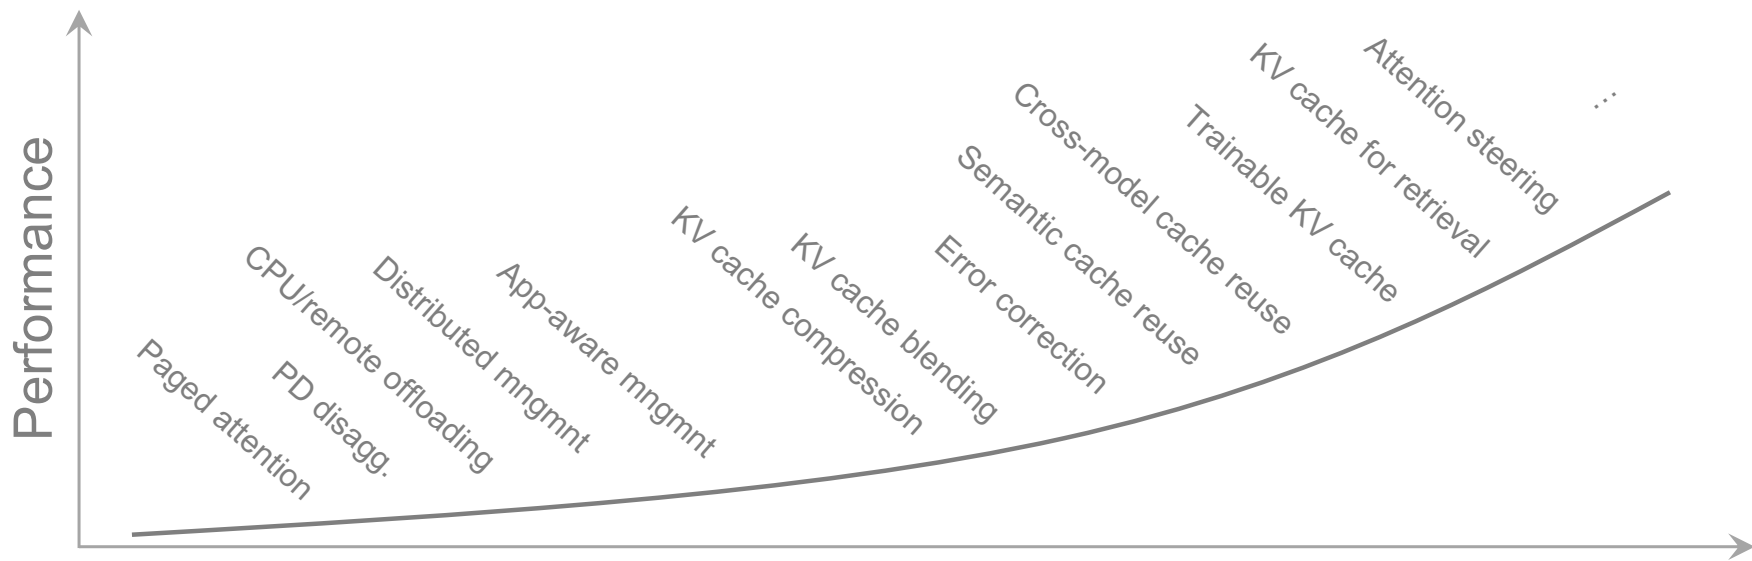 Performance
Paged attention
PD disagg.
CPU/remote offloading
Distributed mngmnt
App-aware mngmnt
KV cache compression
KV cache blending
Error correction
Semantic cache reuse
Cross-model cache reuse
Trainable KV cache
KV cache for retrieval
Attention steering
...